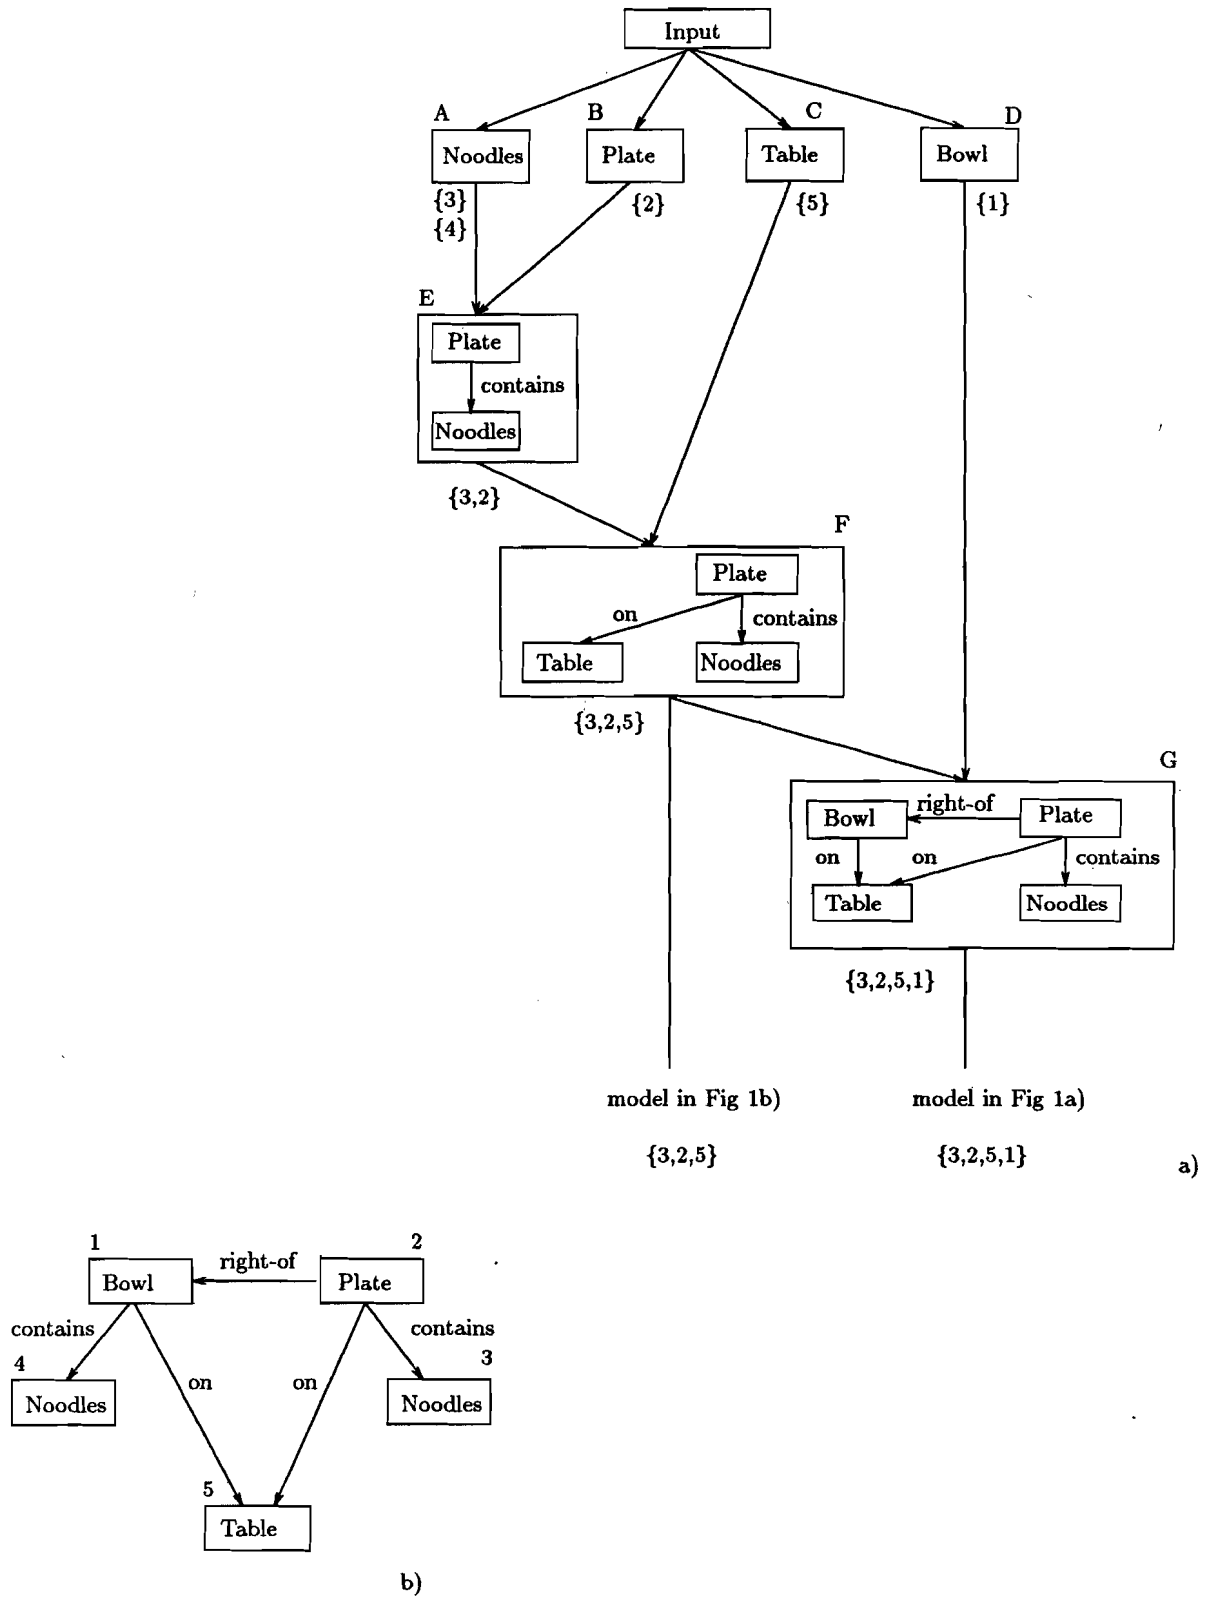 Input
A B C D
Noodles Plate Table Bowl
{3} {2} {5} {1}
{4}
E
Plate
contains
Noodles
{3,2}
F
Plate
on contains
Table Noodles
{3,2,5}
G
Bowl right-of Plate
on on contains
Table Noodles
{3,2,5,1}
model in Fig 1b) model in Fig 1a)
{3,2,5} {3,2,5,1}
a)
1 2
Bowl right-of Plate
contains contains
4 3
Noodles on on Noodles
5
Table
b)